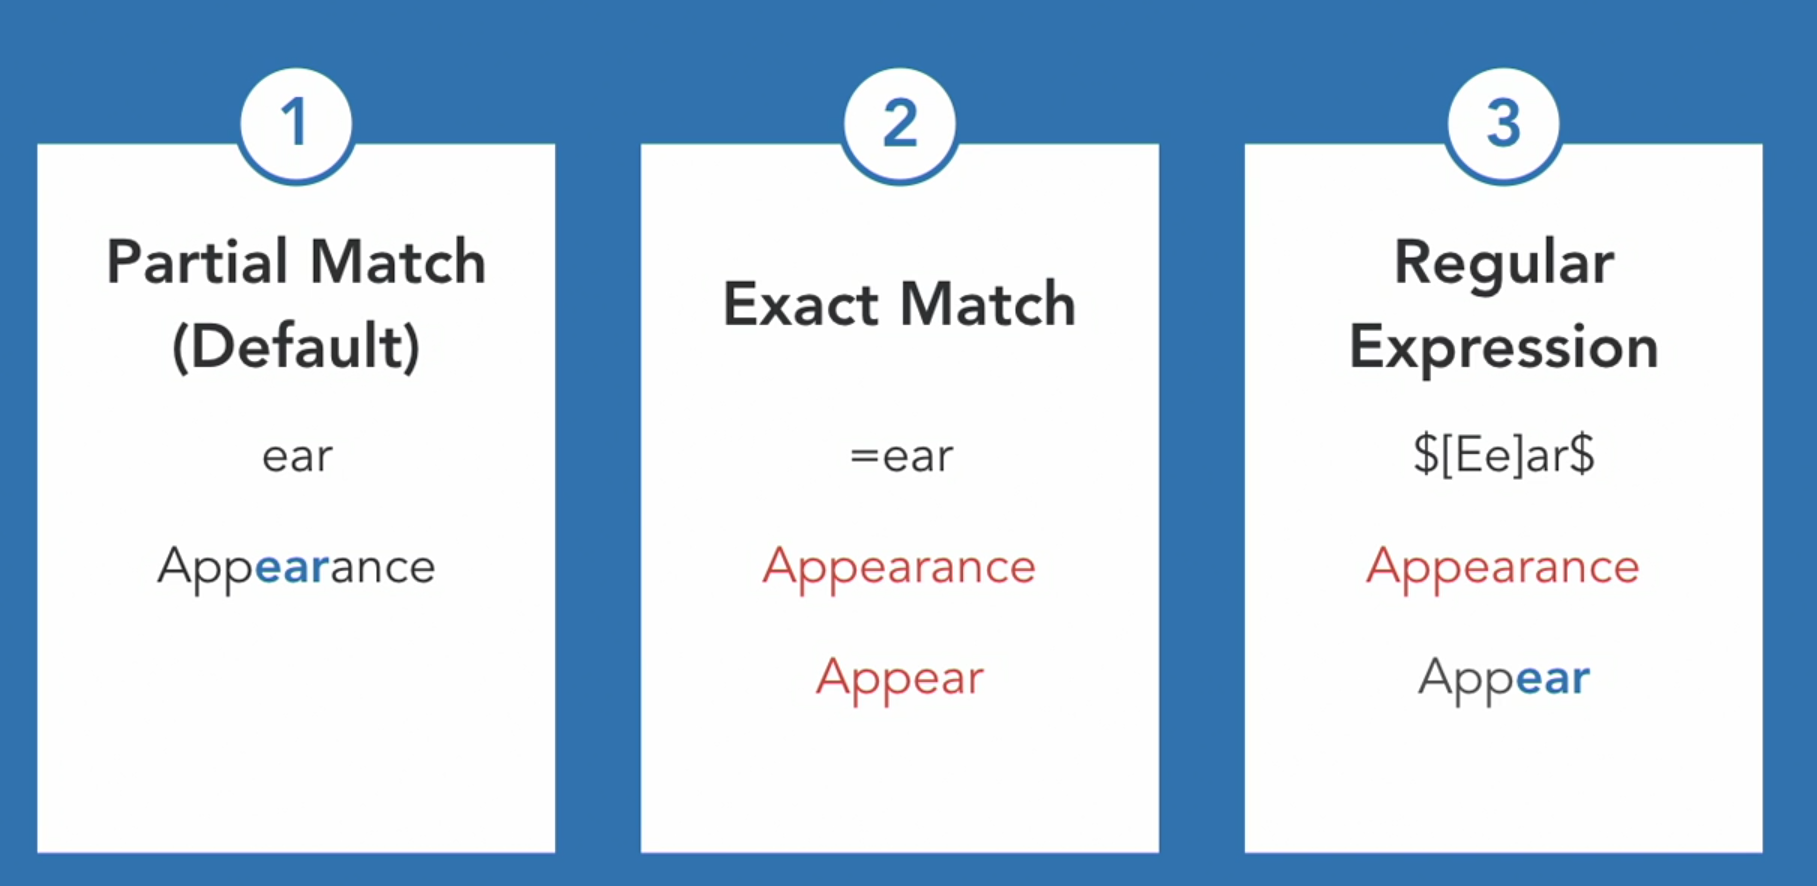 1
Partial Match
(Default)
ear
Appearance
2
Exact Match
=ear
Appearance
Appear
3
Regular
Expression
$[Ee]ar$
Appearance
Appear